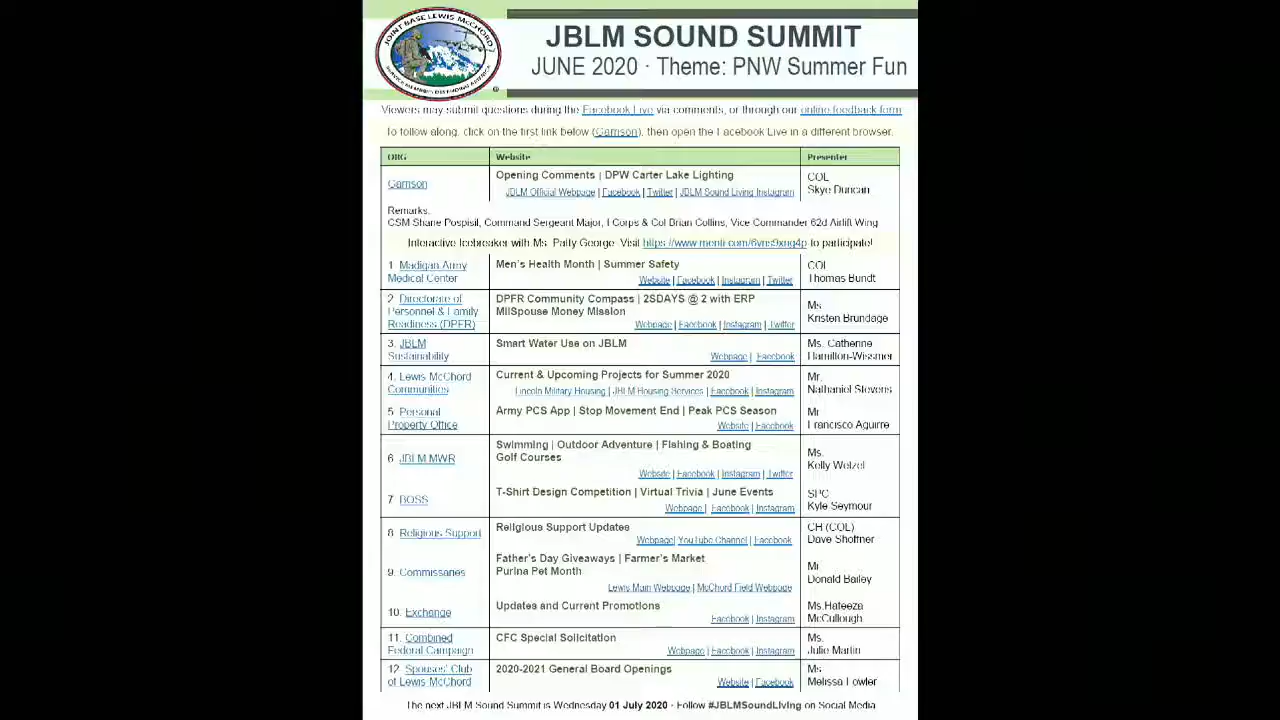 JOINT BASE LEWIS McCHORD
SERVICE MEMBERS DEFENDING AMERICA
JBLM SOUND SUMMIT
JUNE 2020 · Theme: PNW Summer Fun
Viewers may submit questions during the Facebook Live via comments, or through our online feedback form
To follow along, click on the first link below (Garrison), then open the Facebook Live in a different browser.
ORG Website Presenter
Garrison
Opening Comments | DPW Carter Lake Lighting
JBLM Official Webpage | Facebook | Twitter | JBLM Sound Living Instagram
COL
Skye Duncan
Remarks:
CSM Shane Pospisil, Command Sergeant Major, I Corps & Col Brian Collins, Vice Commander 62d Airlift Wing
Interactive Icebreaker with Ms. Patty George. Visit https://www.menti.com/6vns9xng4p to participate!
1. Madigan Army
Medical Center
Men's Health Month | Summer Safety
Website | Facebook | Instagram | Twitter
COL
Thomas Bundt
2. Directorate of
Personnel & Family
Readiness (DPFR)
DPFR Community Compass | 2SDAYS @ 2 with ERP
MilSpouse Money Mission
Webpage | Facebook | Instagram | Twitter
Ms.
Kristen Brundage
3. JBLM
Sustainability
Smart Water Use on JBLM
Webpage | Facebook
Ms. Catherine
Hamilton-Wissmer
4. Lewis McChord
Communities
Current & Upcoming Projects for Summer 2020
Lincoln Military Housing | JBLM Housing Services | Facebook | Instagram
Mr.
Nathaniel Stevens
5. Personal
Property Office
Army PCS App | Stop Movement End | Peak PCS Season
Website | Facebook
Mr.
Francisco Aguirre
6. JBLM MWR
Swimming | Outdoor Adventure | Fishing & Boating
Golf Courses
Website | Facebook | Instagram | Twitter
Ms.
Kelly Wetzel
7. BOSS
T-Shirt Design Competition | Virtual Trivia | June Events
Webpage | Facebook | Instagram
SPC
Kyle Seymour
8. Religious Support
Religious Support Updates
Webpage | YouTube Channel | Facebook
CH (COL)
Dave Shoffner
9. Commissaries
Father's Day Giveaways | Farmer's Market
Purina Pet Month
Lewis Main Webpage | McChord Field Webpage
Mr.
Donald Bailey
10. Exchange
Updates and Current Promotions
Facebook | Instagram
Ms.Hafeeza
McCullough
11. Combined
Federal Campaign
CFC Special Solicitation
Webpage | Facebook | Instagram
Ms.
Julie Martin
12. Spouses' Club
of Lewis McChord
2020-2021 General Board Openings
Website | Facebook
Ms.
Melissa Fowler
The next JBLM Sound Summit is Wednesday 01 July 2020 · Follow #JBLMSoundLiving on Social Media